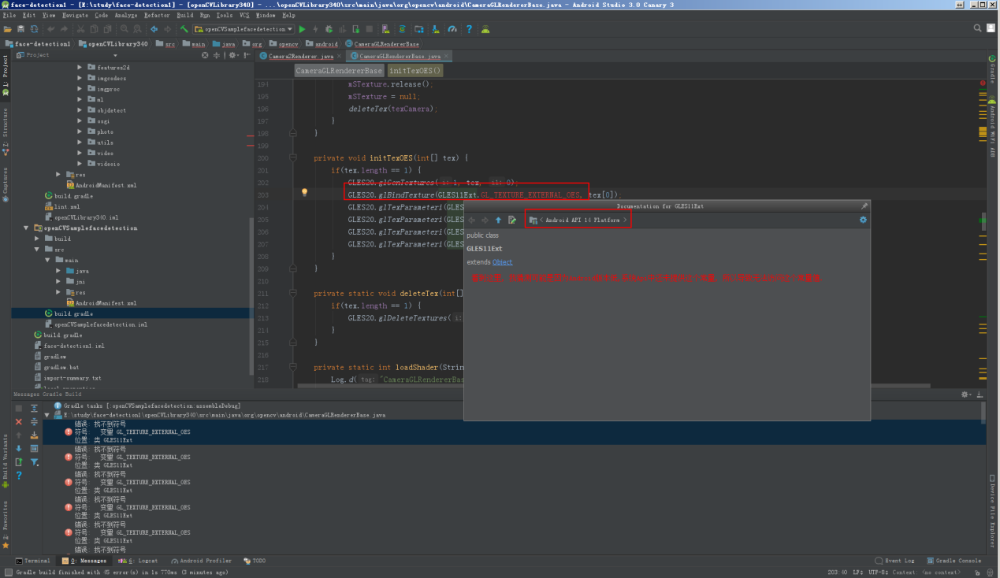 face-detection1 - [E:\study\face-detection1] - [openCVLibrary340] - ...\openCVLibrary340\src\main\java\org\opencv\android\CameraGLRendererBase.java - Android Studio 3.0 Canary 3
File Edit View Navigate Code Analyze Refactor Build Run Tools VCS Window Help
openCVSamplefacedetection
face-detection1 openCVLibrary340 src main java org opencv android CameraGLRendererBase
Project
Camera2Renderer.java CameraGLRendererBase.java
CameraGLRendererBase initTexOES()
1: Project
7: Structure
Captures
Build Variants
2: Favorites
features2d
imgcodecs
imgproc
ml
objdetect
osgi
photo
utils
video
videoio
res
AndroidManifest.xml
build.gradle
lint.xml
openCVLibrary340.iml
openCVSamplefacedetection
build
src
main
java
jni
res
AndroidManifest.xml
build.gradle
openCVSamplefacedetection.iml
build.gradle
face-detection1.iml
gradlew
gradlew.bat
import-summary.txt
local.properties
194 mSTexture.release();
195 mSTexture = null;
196 deleteTex(texCamera);
197 }
198 }
199
200 private void initTexOES(int[] tex) {
201 if(tex.length == 1) {
202 GLES20.glGenTextures( i: 1, tex, i1: 0);
203 GLES20.glBindTexture(GLES11Ext.GL_TEXTURE_EXTERNAL_OES, tex[0]);
204 GLES20.glTexParameteri(GLES
205 GLES20.glTexParameteri(GLES
206 GLES20.glTexParameteri(GLES
207 GLES20.glTexParameteri(GLES
208 }
209 }
210
211 private static void deleteTex(int[]
212 if(tex.length == 1) {
213 GLES20.glDeleteTextures( i:
214 }
215 }
216
217 private static int loadShader(Strin
218 Log.d( tag: "CameraGLRendererBas
Documentation for GLES11Ext
< Android API 14 Platform >
public class
GLES11Ext
extends Object
Gradle
Android WiFi ADB
Device File Explorer
Messages Gradle Build
Gradle tasks [:openCVSamplefacedetection:assembleDebug]
E:\study\face-detection1\openCVLibrary340\src\main\java\org\opencv\android\CameraGLRendererBase.java
错误: 找不到符号
符号: 变量 GL_TEXTURE_EXTERNAL_OES
位置: 类 GLES11Ext
错误: 找不到符号
符号: 变量 GL_TEXTURE_EXTERNAL_OES
位置: 类 GLES11Ext
错误: 找不到符号
符号: 变量 GL_TEXTURE_EXTERNAL_OES
位置: 类 GLES11Ext
错误: 找不到符号
符号: 变量 GL_TEXTURE_EXTERNAL_OES
位置: 类 GLES11Ext
错误: 找不到符号
符号: 变量 GL_TEXTURE_EXTERNAL_OES
位置: 类 GLES11Ext
错误: 找不到符号
Terminal 0: Messages 6: Logcat Android Profiler TODO Event Log Gradle Console
Gradle build finished with 45 error(s) in 1s 770ms (3 minutes ago) 203:40 LF÷ UTF-8÷ Context: <no context>